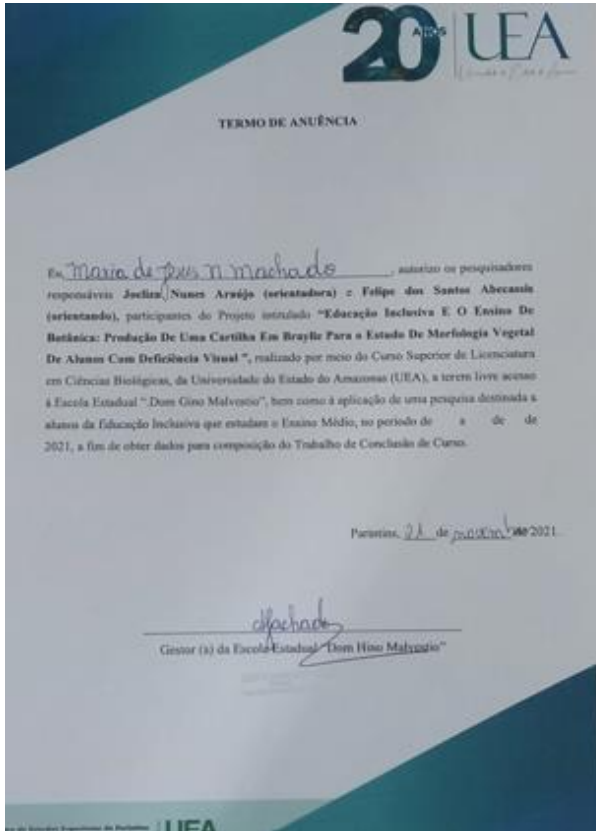 20 ANOS UEA
TERMO DE ANUÊNCIA
Eu, Maria de Jesus N Machado, autorizo os pesquisadores
responsáveis Joeliza Nunes Araújo (orientadora) e Felipe dos Santos Abecassis
(orientando), participantes do Projeto intitulado “Educação Inclusiva E O Ensino De
Botânica: Produção De Uma Cartilha Em Braylle Para o Estudo De Morfologia Vegetal
De Alunos Com Deficiência Visual ”, realizado por meio do Curso Superior de Licenciatura
em Ciências Biológicas, da Universidade do Estado do Amazonas (UEA), a terem livre acesso
à Escola Estadual “Dom Gino Malvestio”, bem como à aplicação de uma pesquisa destinada a
alunos da Educação Inclusiva que estudam o Ensino Médio, no período de a de de
2021, a fim de obter dados para composição do Trabalho de Conclusão de Curso.
Parintins, 21 de novembro 2021.
Machado
Gestor (a) da Escola Estadual “Dom Hino Malvestio”
de Estudos Superiores de Parintins UEA